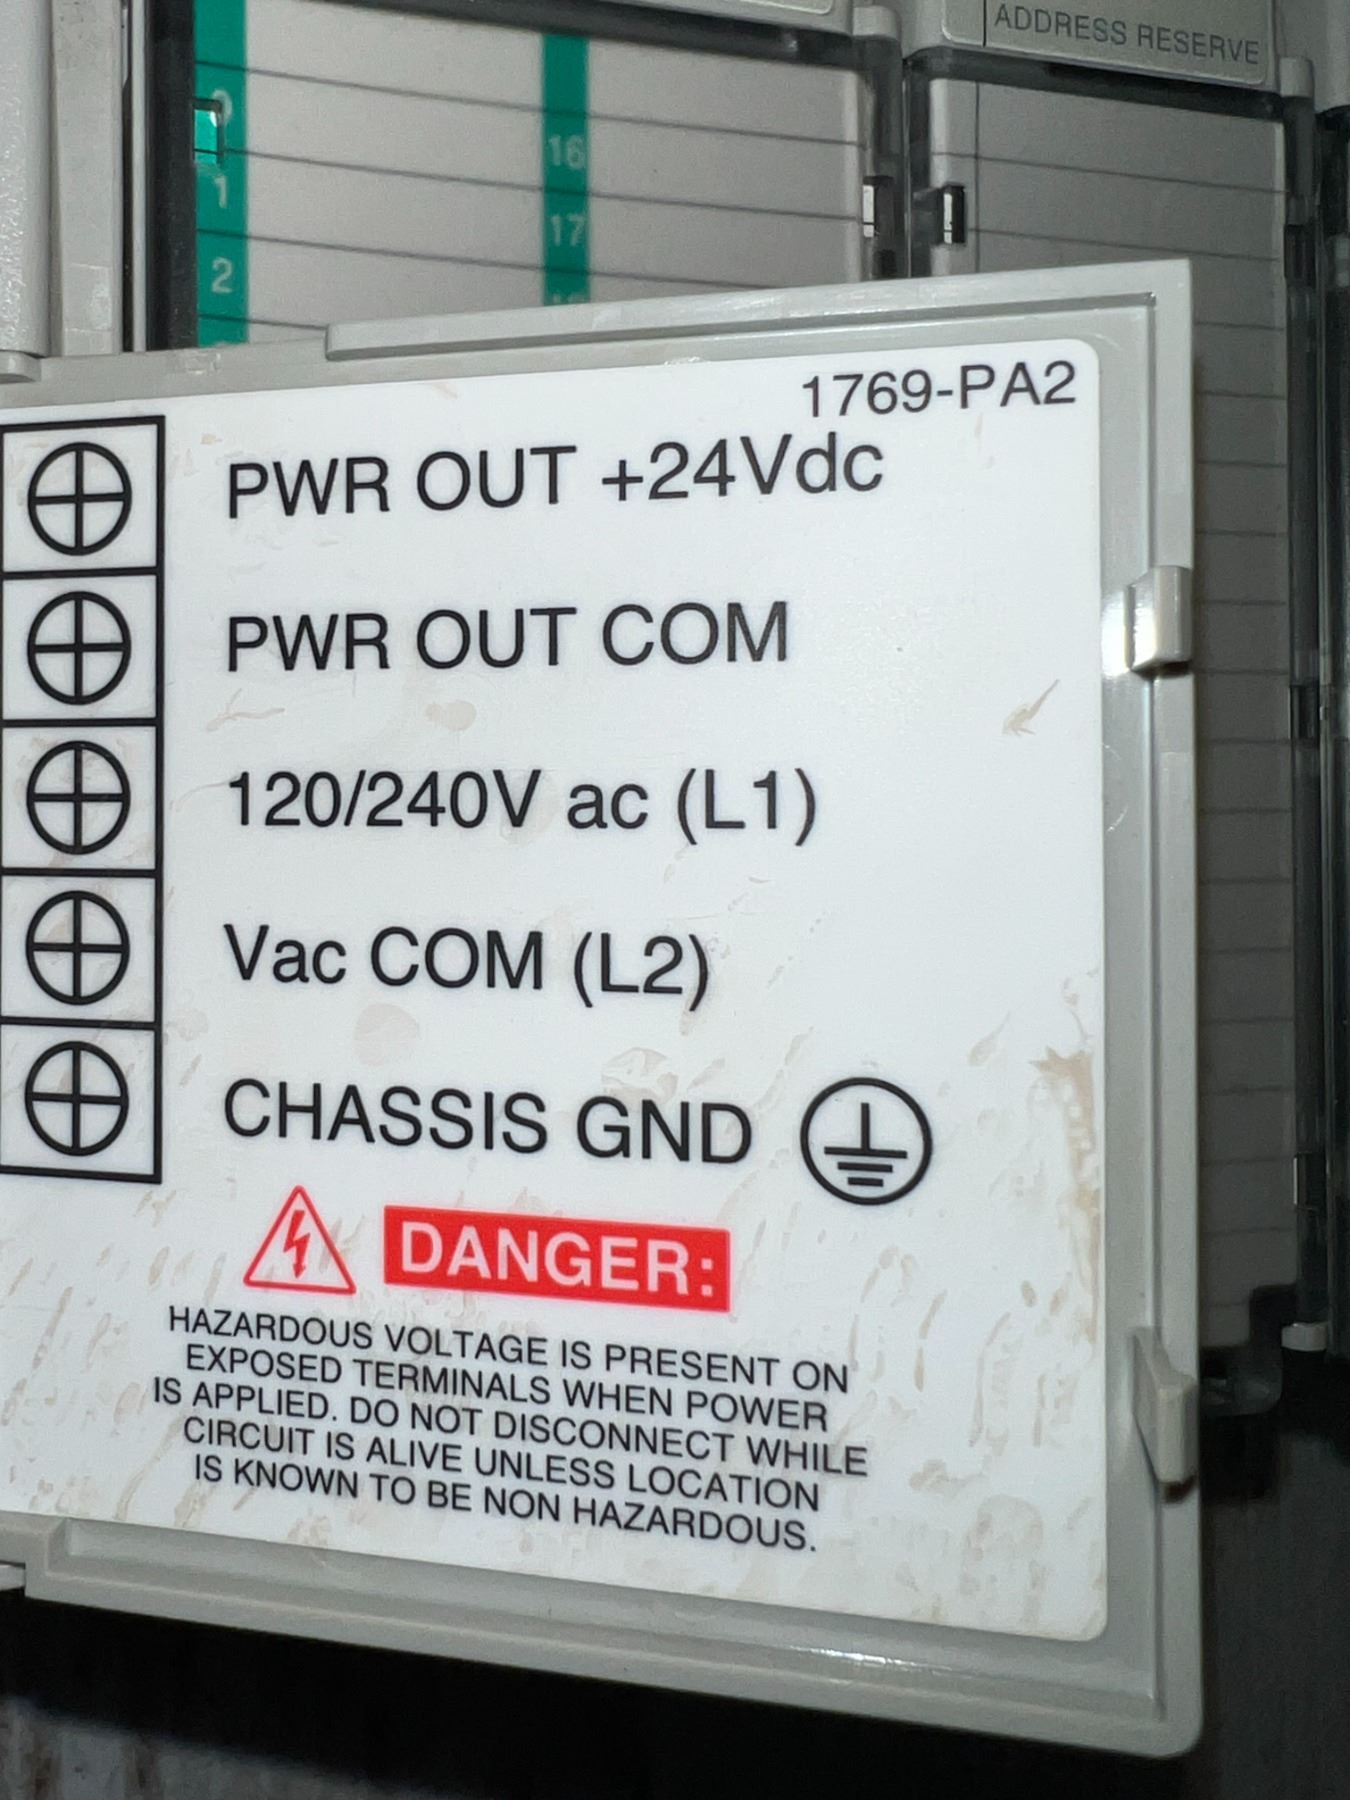 ADDRESS RESERVE
0
16
1
17
2
1769-PA2
PWR OUT +24Vdc
PWR OUT COM
120/240V ac (L1)
Vac COM (L2)
CHASSIS GND
DANGER:
HAZARDOUS VOLTAGE IS PRESENT ON
EXPOSED TERMINALS WHEN POWER
IS APPLIED. DO NOT DISCONNECT WHILE
CIRCUIT IS ALIVE UNLESS LOCATION
IS KNOWN TO BE NON HAZARDOUS.